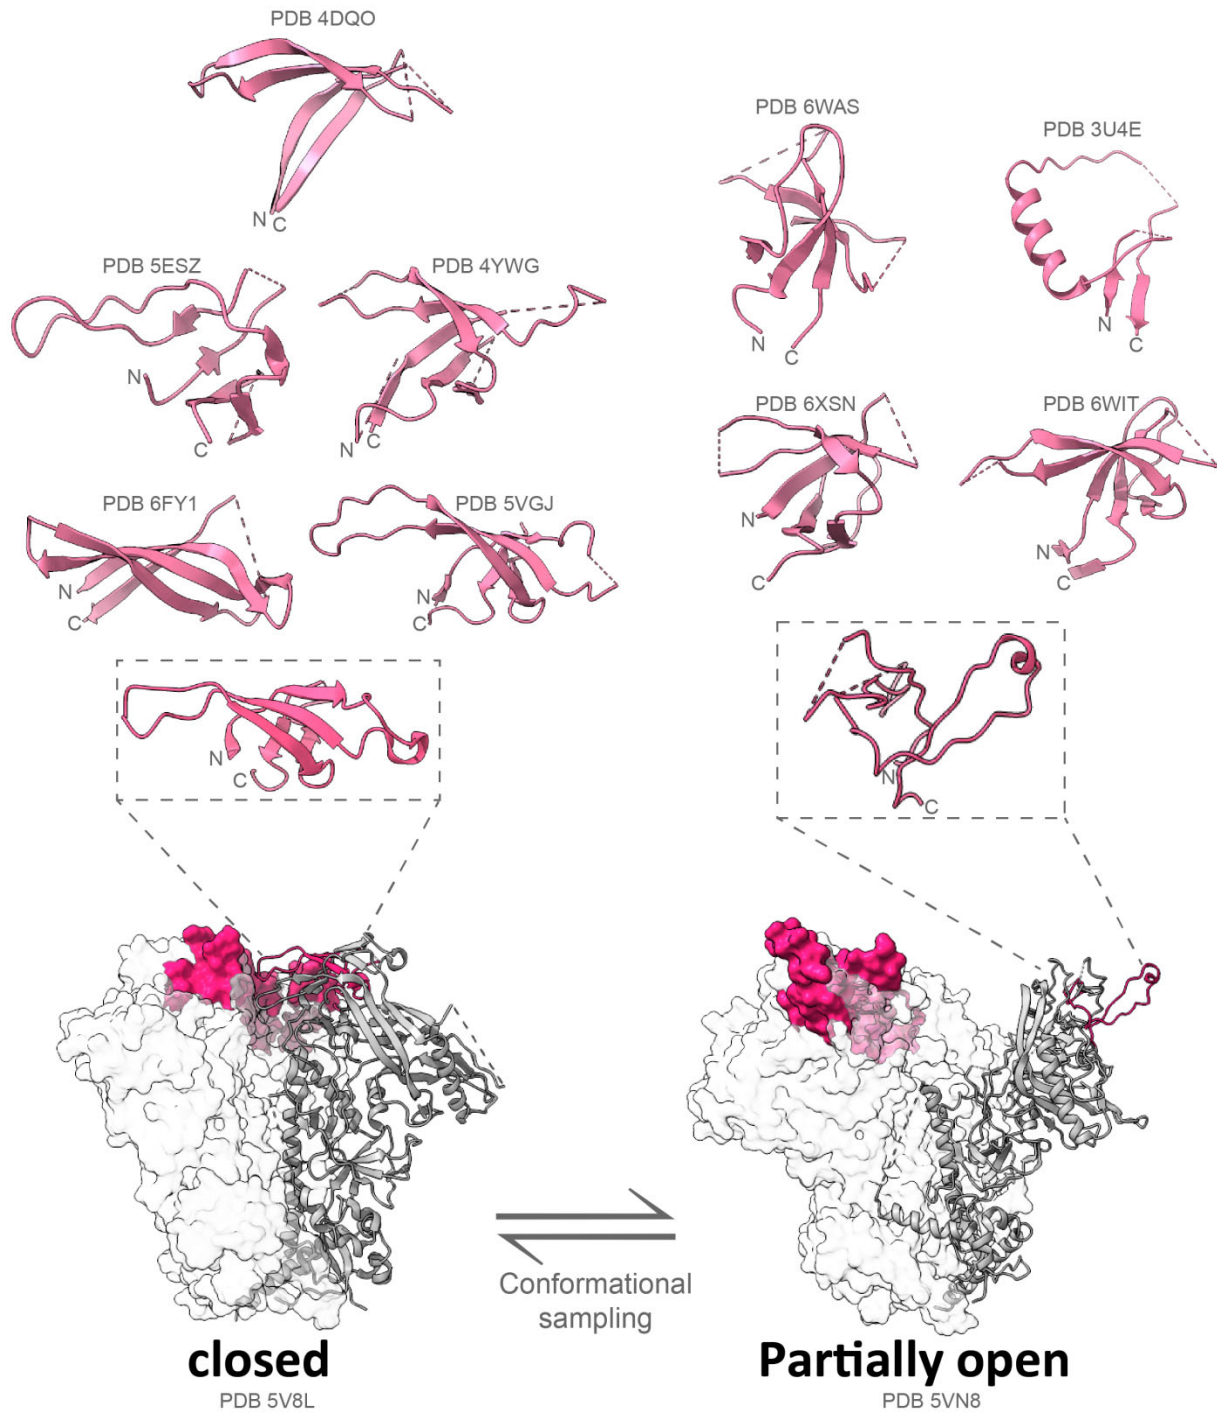 PDB 4DQO
N C
PDB 5ESZ
N
C
PDB 4YWG
N C
PDB 6FY1
N
C
PDB 5VGJ
N
C
N
C
closed
PDB 5V8L
Conformational
sampling
PDB 6WAS
N
C
PDB 3U4E
N
C
PDB 6XSN
N
C
PDB 6WIT
N
C
N
C
Partially open
PDB 5VN8